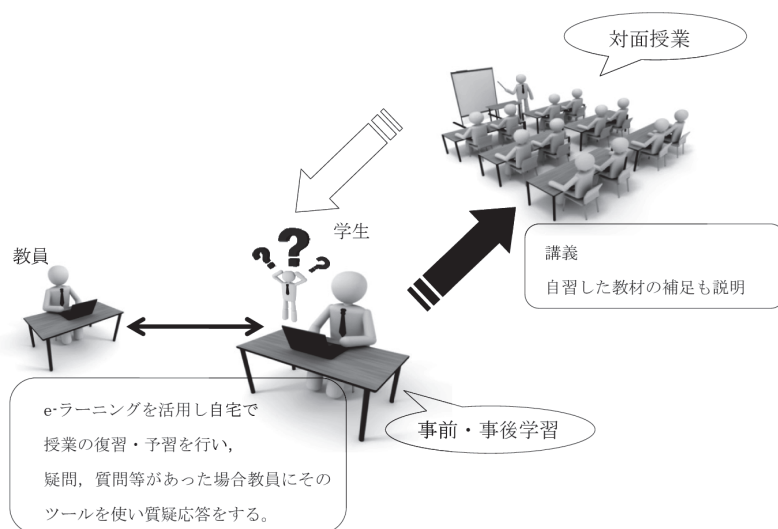 対面授業
学生
教員
講義
自習した教材の補足も説明
事前・事後学習
e-ラーニングを活用し自宅で
授業の復習・予習を行い，
疑問，質問等があった場合教員にその
ツールを使い質疑応答をする。